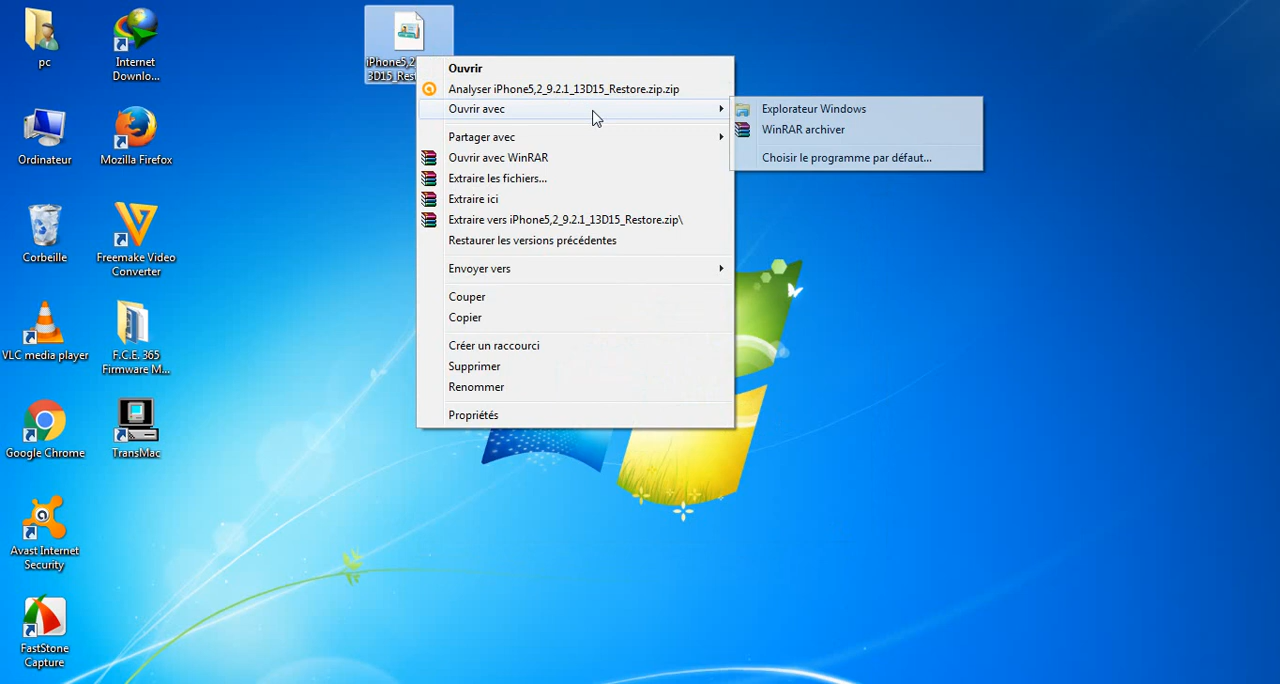 pc
Internet
Downlo...
iPhone5,2
3D15_Res
Ordinateur
Mozilla Firefox
Corbeille
Freemake Video
Converter
VLC media player
F.C.E. 365
Firmware M...
Google Chrome
TransMac
Avast Internet
Security
FastStone
Capture
Ouvrir
Analyser iPhone5,2_9.2.1_13D15_Restore.zip.zip
Ouvrir avec
Partager avec
Ouvrir avec WinRAR
Extraire les fichiers...
Extraire ici
Extraire vers iPhone5,2_9.2.1_13D15_Restore.zip\
Restaurer les versions précédentes
Envoyer vers
Couper
Copier
Créer un raccourci
Supprimer
Renommer
Propriétés
Explorateur Windows
WinRAR archiver
Choisir le programme par défaut...